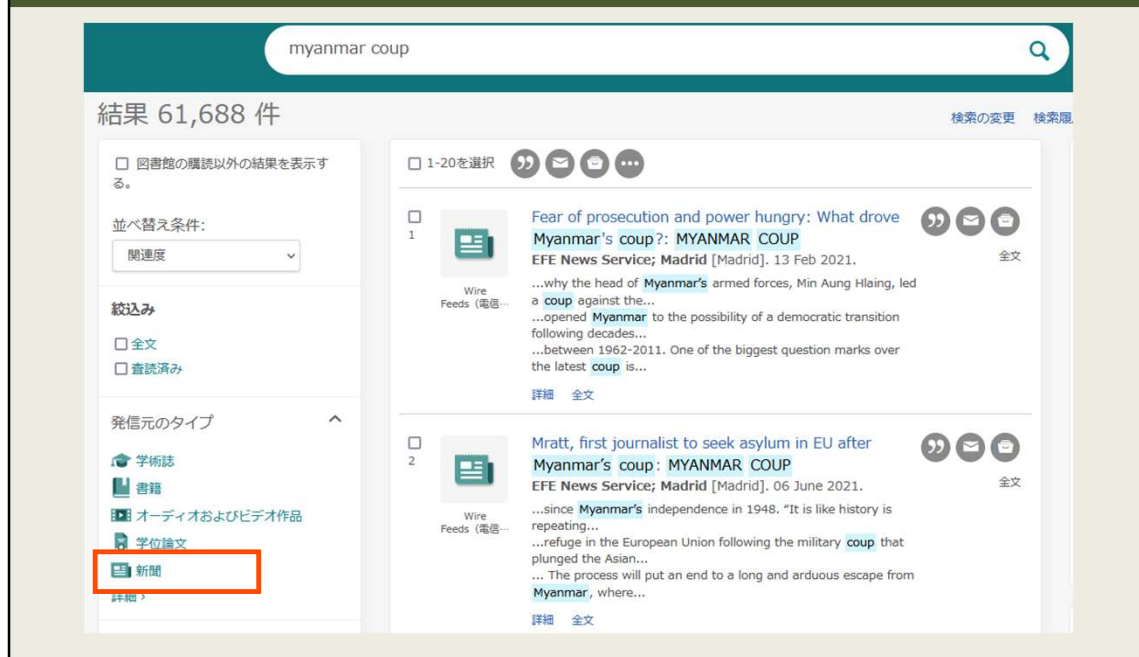 myanmar coup
結果 61,688 件
検索の変更 検索履
図書館の購読以外の結果を表示す
る。
並べ替え条件:
関連度
絞込み
全文
査読済み
発信元のタイプ
学術誌
書籍
オーディオおよびビデオ作品
学位論文
新聞
詳細 ›
1-20を選択
1
Wire
Feeds（電信…
Fear of prosecution and power hungry: What drove
Myanmar's coup?: MYANMAR COUP
EFE News Service; Madrid [Madrid]. 13 Feb 2021.
全文
...why the head of Myanmar's armed forces, Min Aung Hlaing, led
a coup against the...
...opened Myanmar to the possibility of a democratic transition
following decades...
...between 1962-2011. One of the biggest question marks over
the latest coup is...
詳細 全文
2
Wire
Feeds（電信…
Mratt, first journalist to seek asylum in EU after
Myanmar's coup: MYANMAR COUP
EFE News Service; Madrid [Madrid]. 06 June 2021.
全文
...since Myanmar's independence in 1948. "It is like history is
repeating...
...refuge in the European Union following the military coup that
plunged the Asian...
... The process will put an end to a long and arduous escape from
Myanmar, where...
詳細 全文